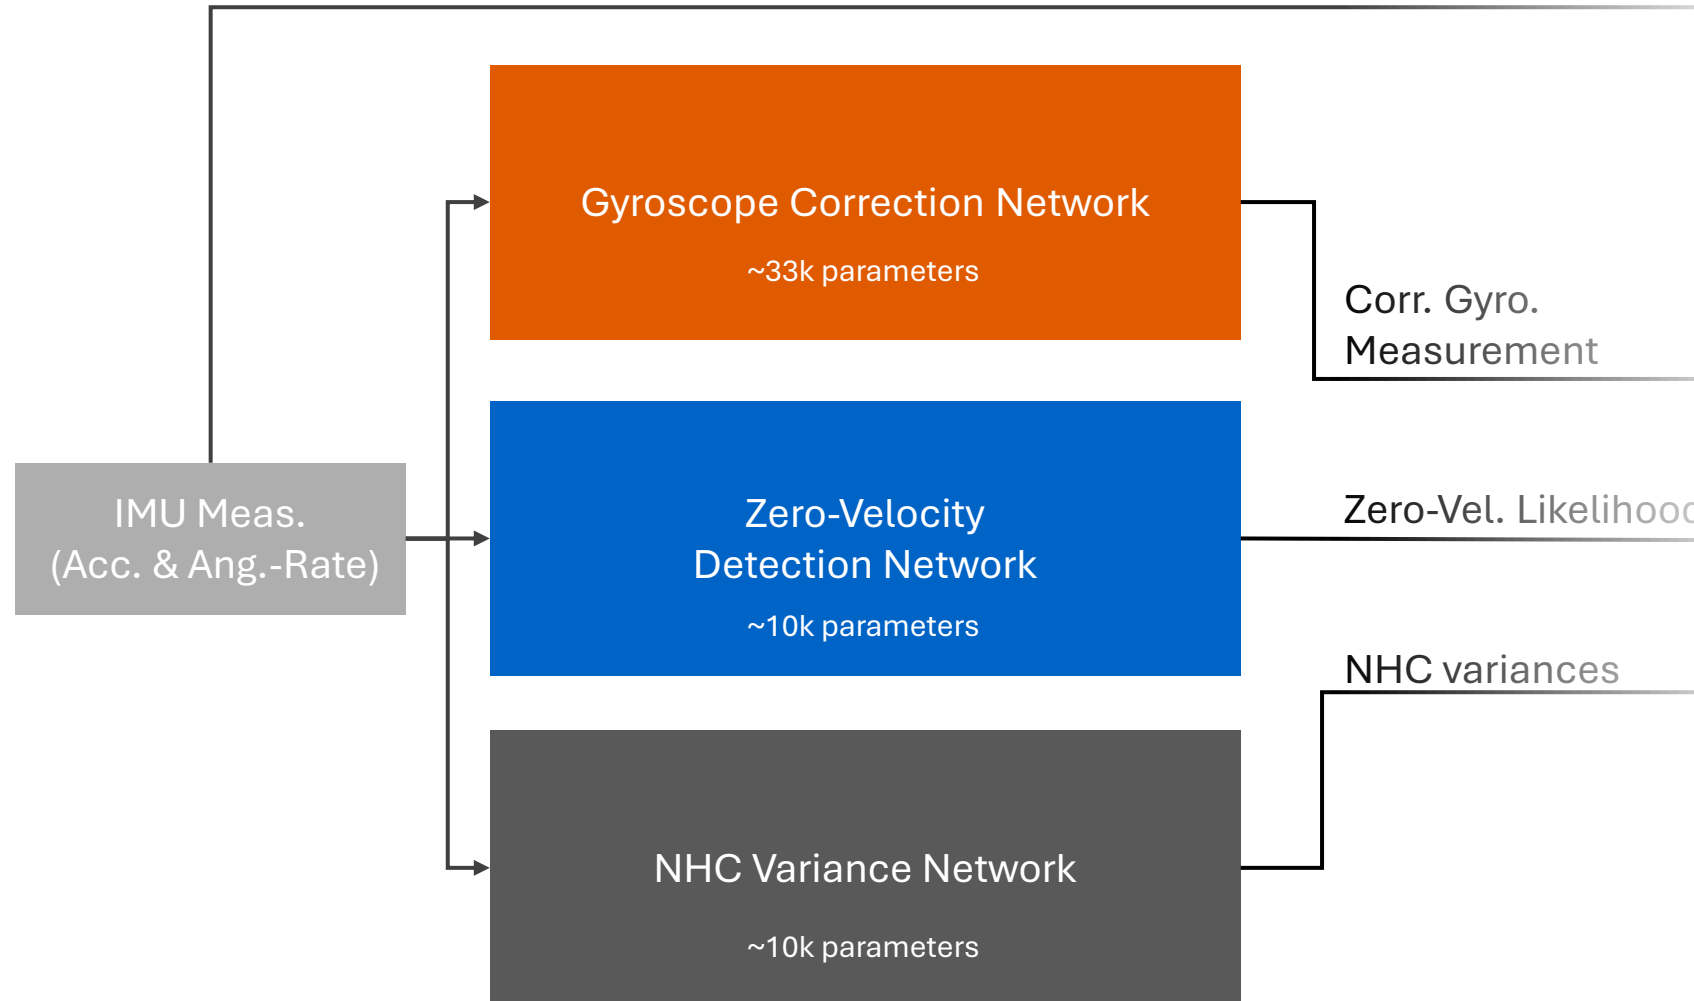 Gyroscope Correction Network
~33k parameters
Corr. Gyro.
Measurement
IMU Meas.
(Acc. & Ang.-Rate)
Zero-Velocity
Detection Network
~10k parameters
Zero-Vel. Likelihood
NHC variances
NHC Variance Network
~10k parameters